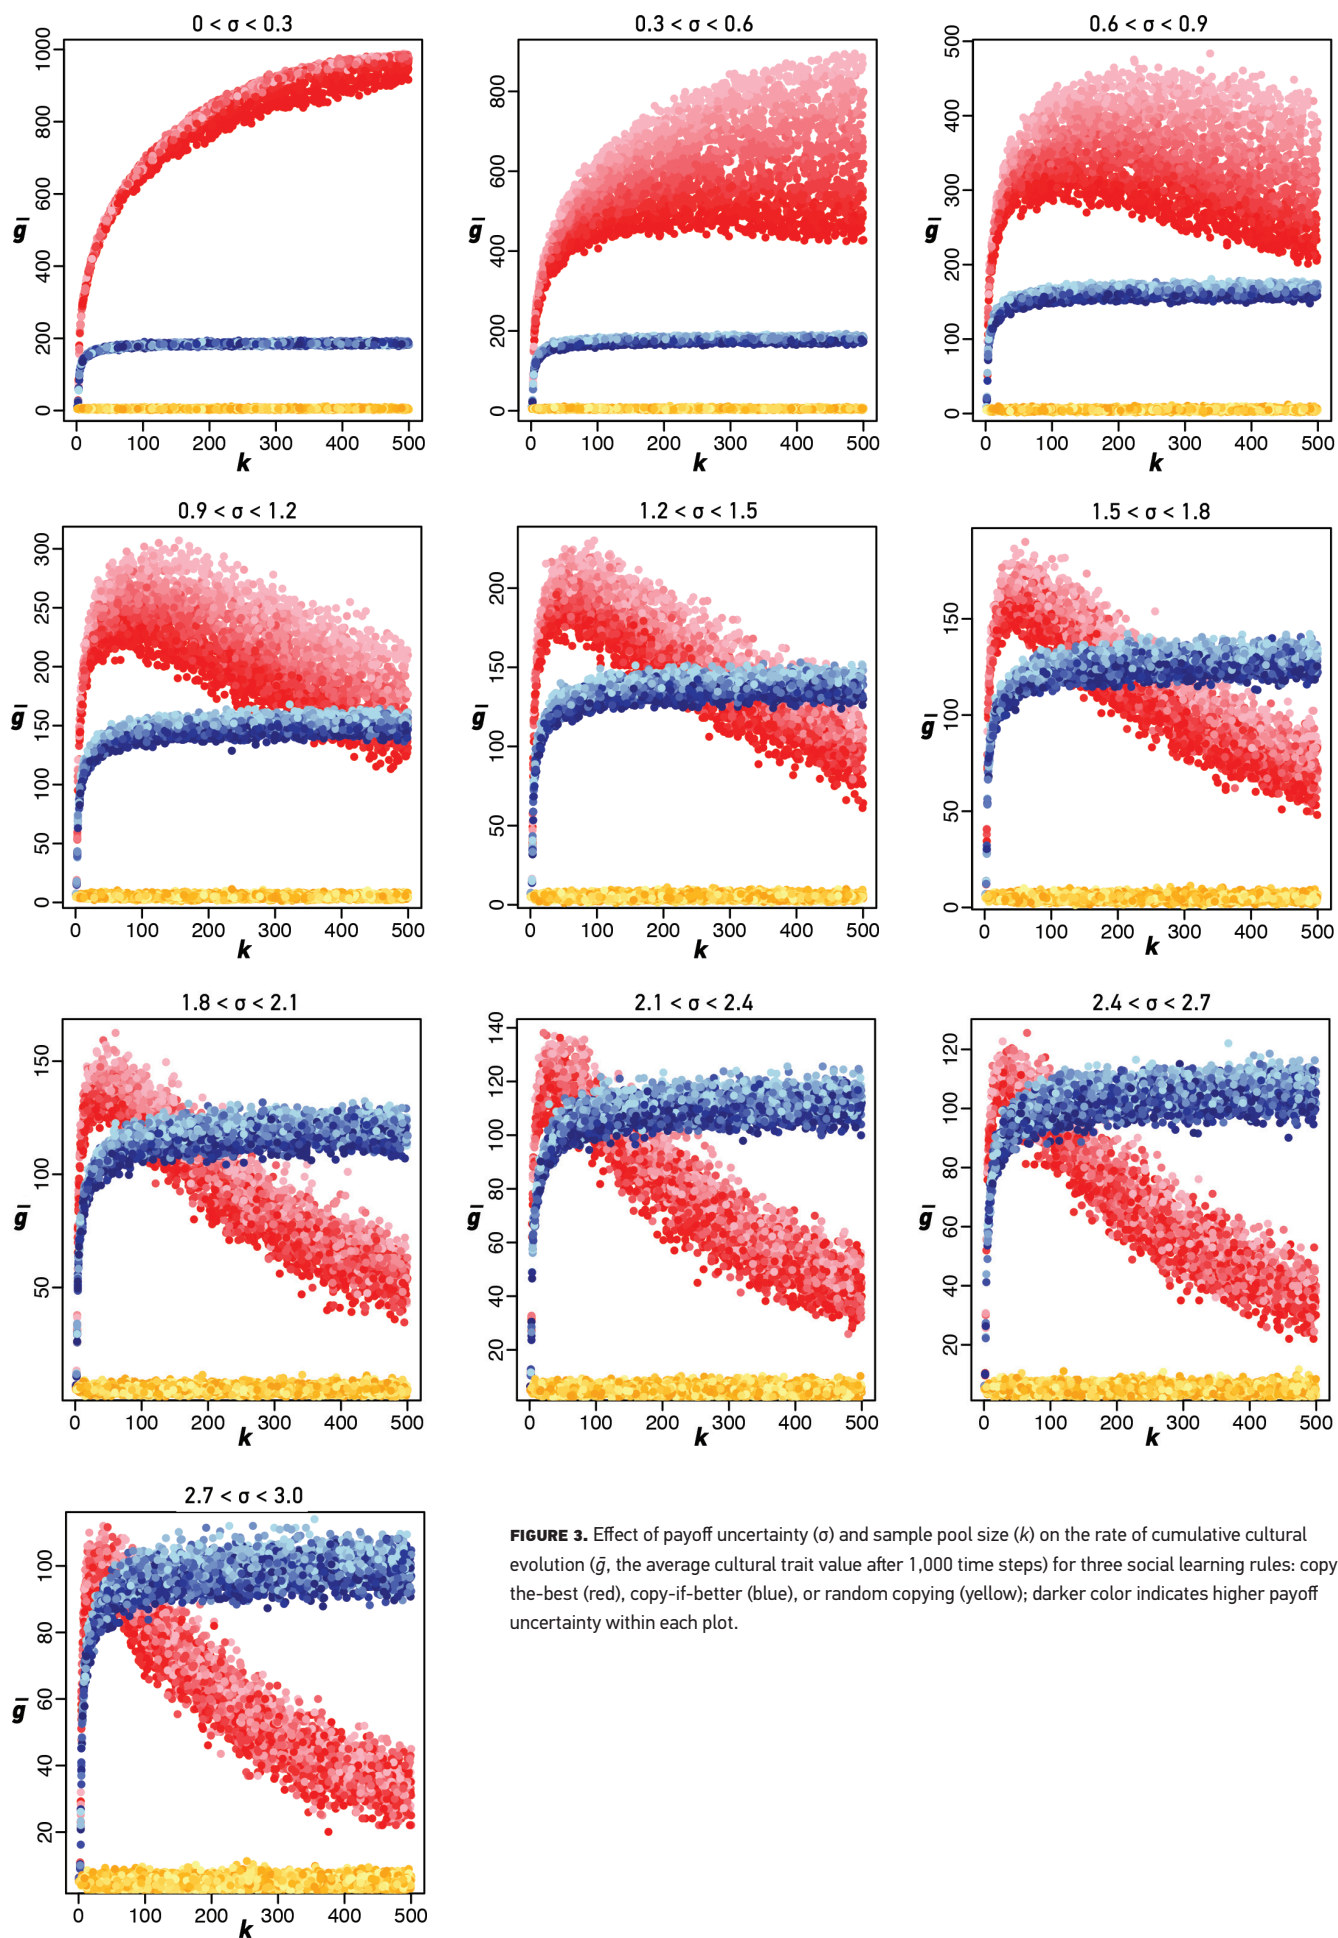 0 < σ < 0.3
0.3 < σ < 0.6
0.6 < σ < 0.9
1000
800
600
400
200
0
ḡ
0 100 200 300 400 500
k
800
600
400
200
0
ḡ
0 100 200 300 400 500
k
500
400
300
200
100
0
ḡ
0 100 200 300 400 500
k
0.9 < σ < 1.2
1.2 < σ < 1.5
1.5 < σ < 1.8
300
250
200
150
100
50
0
ḡ
0 100 200 300 400 500
k
200
150
100
50
0
ḡ
0 100 200 300 400 500
k
150
100
50
0
ḡ
0 100 200 300 400 500
k
1.8 < σ < 2.1
2.1 < σ < 2.4
2.4 < σ < 2.7
150
100
50
ḡ
0 100 200 300 400 500
k
140
120
100
80
60
40
20
ḡ
0 100 200 300 400 500
k
120
100
80
60
40
20
ḡ
0 100 200 300 400 500
k
2.7 < σ < 3.0
100
80
60
40
20
ḡ
0 100 200 300 400 500
k
FIGURE 3. Effect of payoff uncertainty (σ) and sample pool size (k) on the rate of cumulative cultural
evolution (ḡ, the average cultural trait value after 1,000 time steps) for three social learning rules: copy
the-best (red), copy-if-better (blue), or random copying (yellow); darker color indicates higher payoff
uncertainty within each plot.